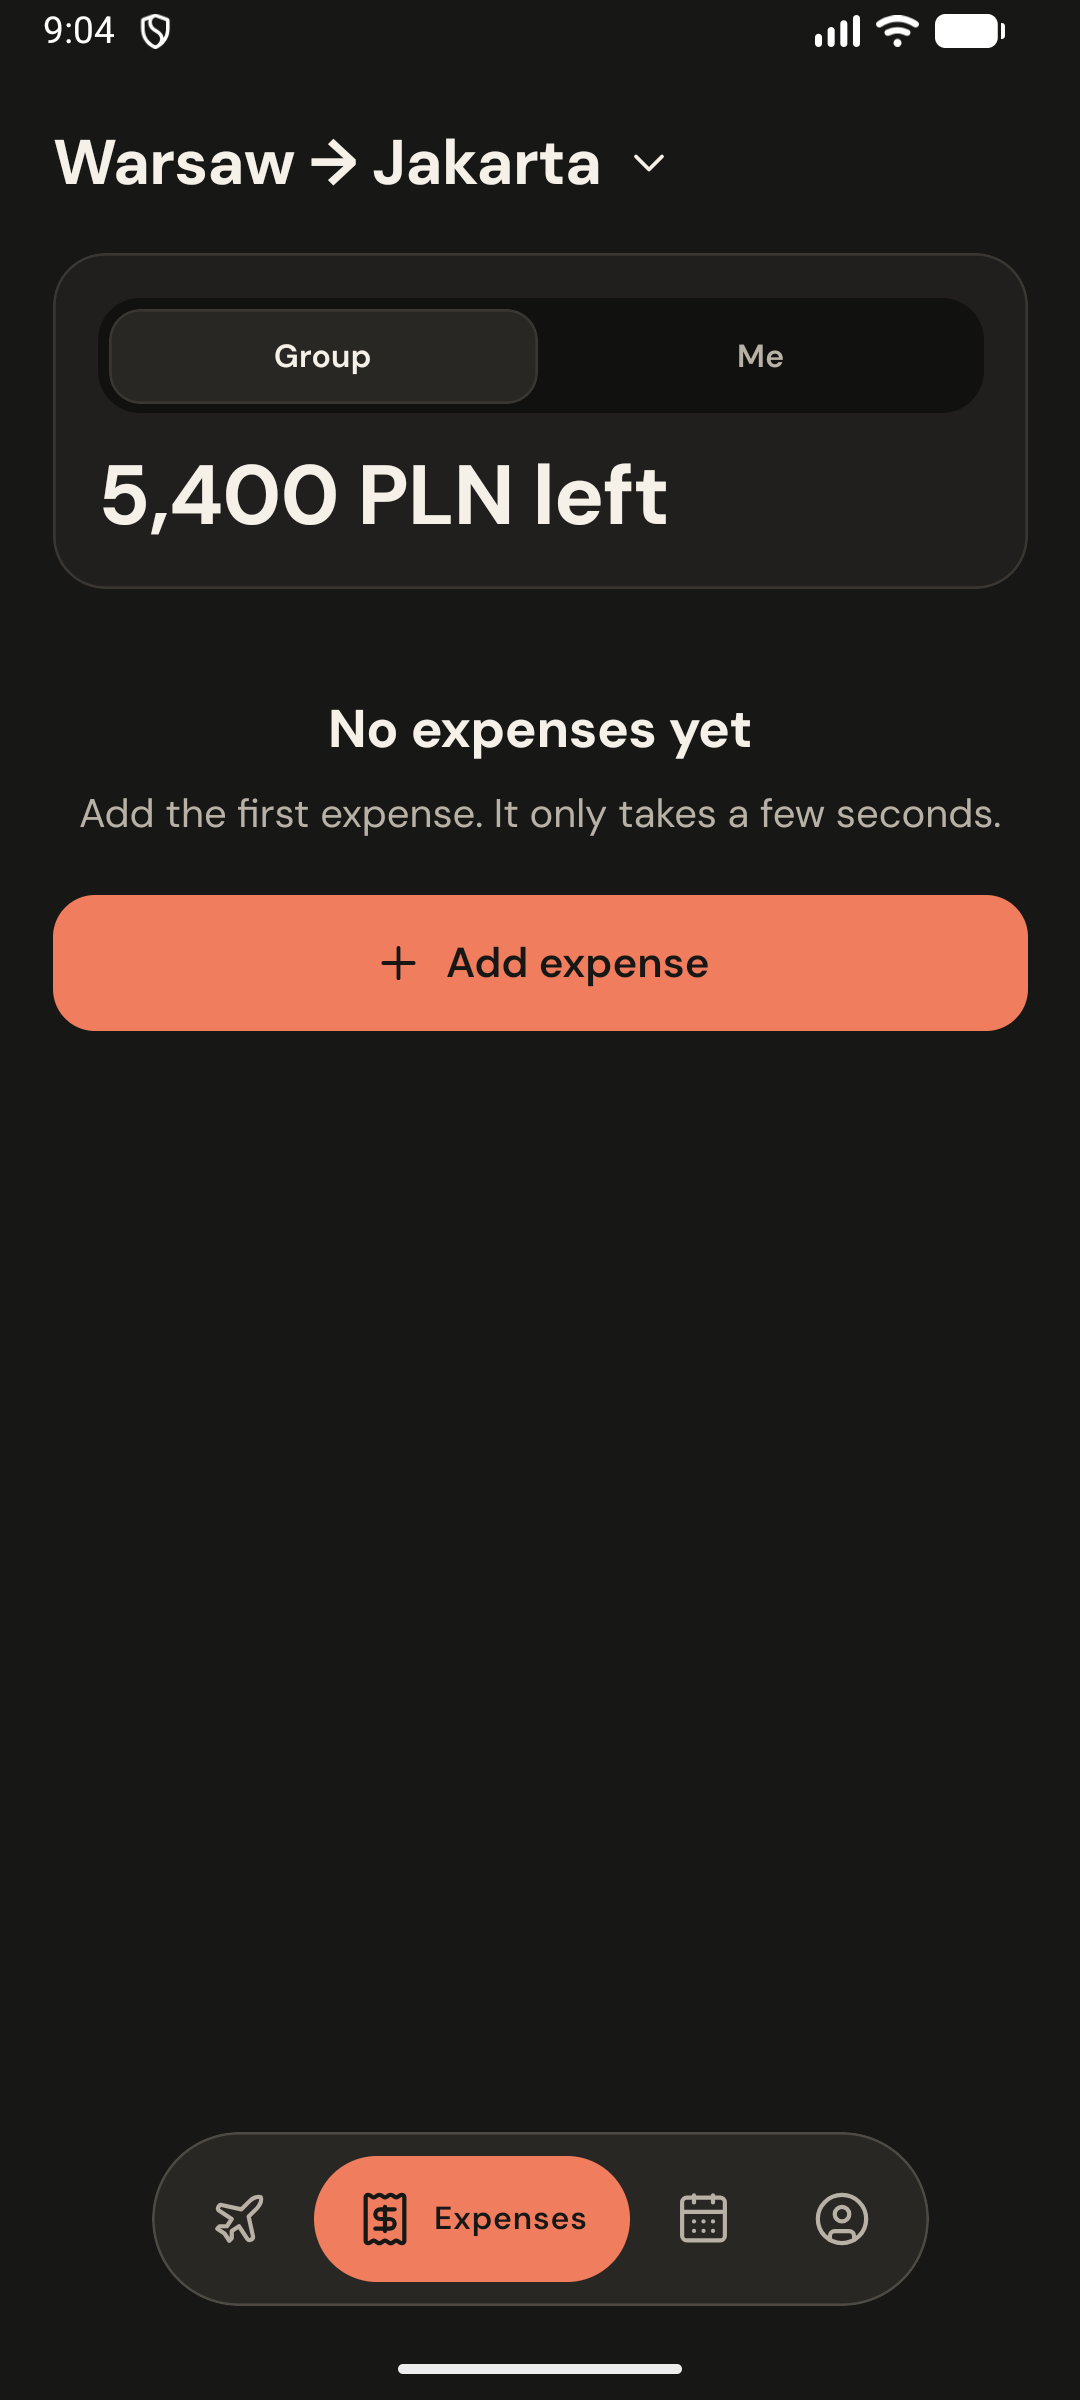 9:04
Warsaw → Jakarta
Group
Me
5,400 PLN left
No expenses yet
Add the first expense. It only takes a few seconds.
+ Add expense
Expenses